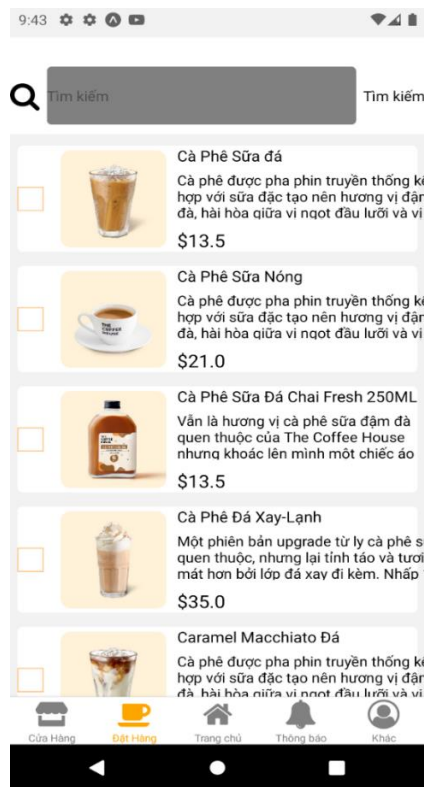 9:43
Tìm kiếm
Tìm kiếm
Cà Phê Sữa đá
Cà phê được pha phin truyền thống
hợp với sữa đặc tạo nên hương vị
đà, hài hòa giữa vị ngọt đầu lưỡi và vị
$13.5
Cà Phê Sữa Nóng
Cà phê được pha phin truyền thống
hợp với sữa đặc tạo nên hương vị
đà, hài hòa giữa vị ngọt đầu lưỡi và vị
THE
COFFEE
HOUSE
$21.0
Cà Phê Sữa Đá Chai Fresh 250ML
Vẫn là hương vị cà phê sữa đậm đà
quen thuộc của The Coffee House
nhưng khoác lên mình một chiếc áo
$13.5
Cà Phê Đá Xay-Lạnh
Một phiên bản upgrade từ ly cà phê
quen thuộc, nhưng lại tỉnh táo và
mát hơn bởi lớp đá xay đi kèm. Nhấp
$35.0
Caramel Macchiato Đá
Cà phê được pha phin truyền thống
hợp với sữa đặc tạo nên hương vị
đà, hài hòa giữa vị ngọt đầu lưỡi và vị
Cửa Hàng Đặt Hàng Trang chủ Thông báo Khác